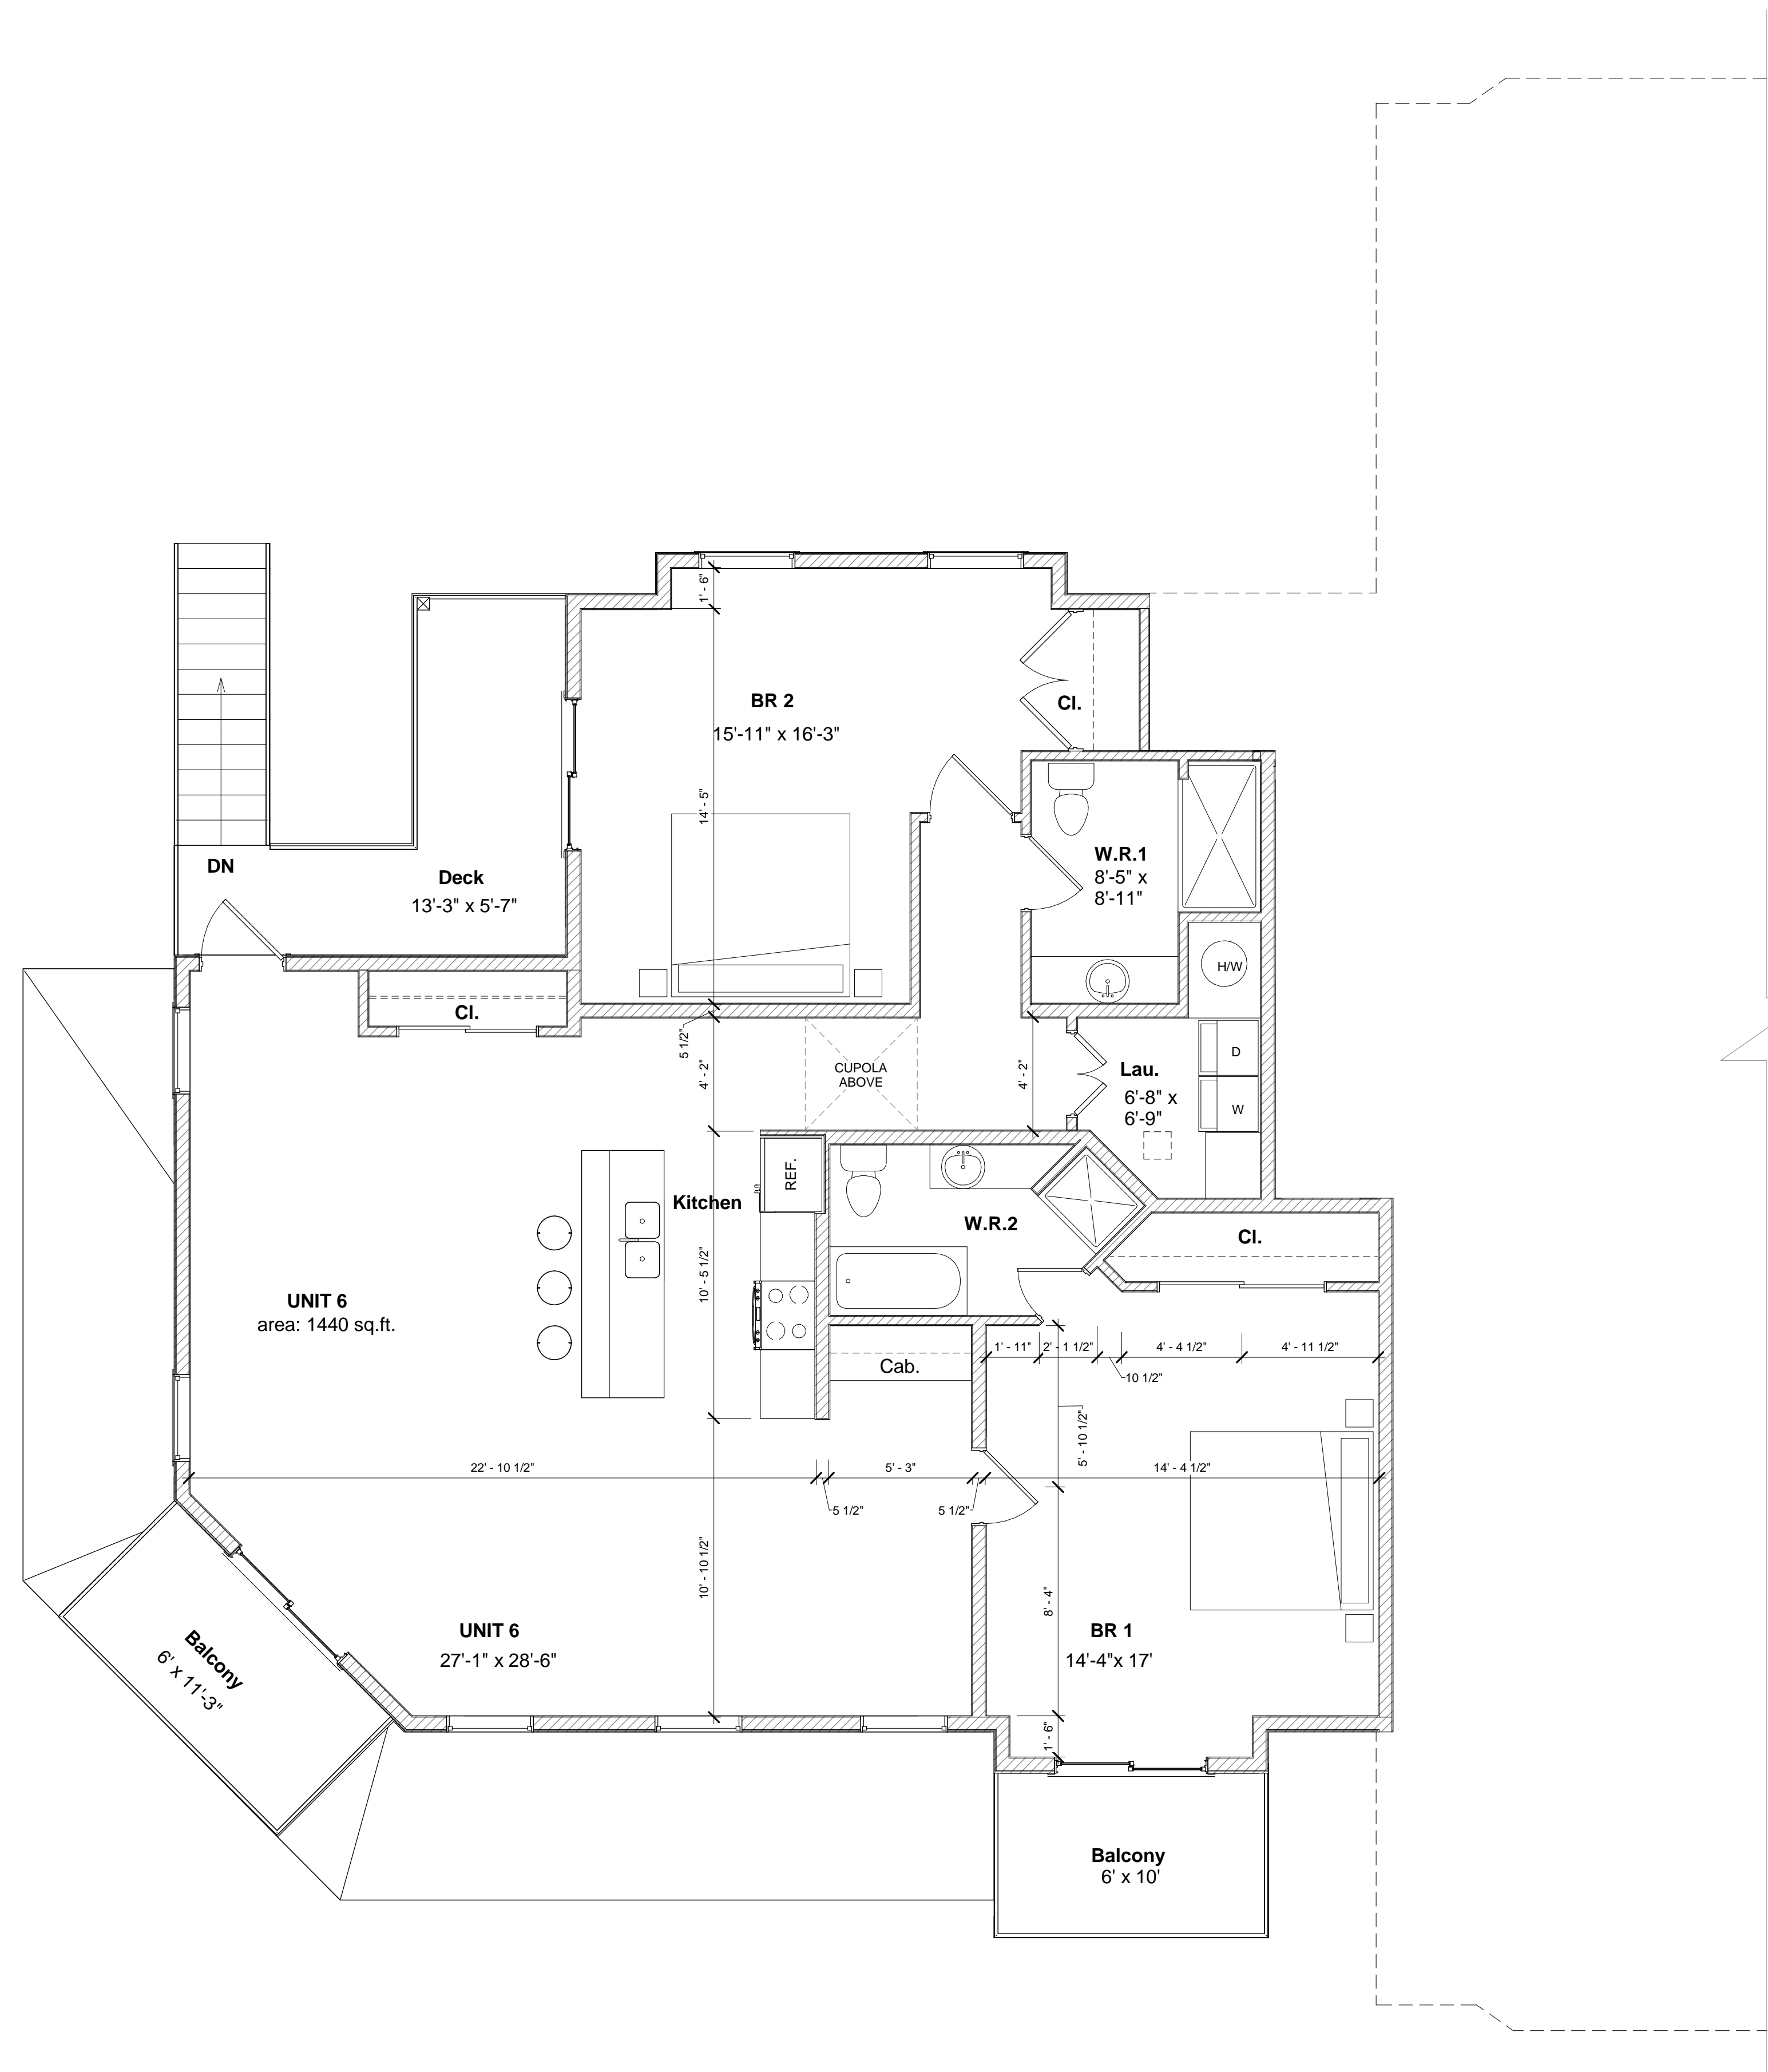 1' - 6"
BR 2
15'-11" x 16'-3"
Cl.
14' - 5"
W.R.1
8'-5" x
8'-11"
DN
Deck
13'-3" x 5'-7"
H/W
Cl.
5 1/2"
4' - 2"
CUPOLA
ABOVE
4' - 2"
Lau.
6'-8" x
6'-9"
D
W
REF.
Kitchen
W.R.2
Cl.
10' - 5 1/2"
UNIT 6
area: 1440 sq.ft.
Cab.
1' - 11"
2' - 1 1/2"
4' - 4 1/2"
4' - 11 1/2"
10 1/2"
5' - 10 1/2"
22' - 10 1/2"
5' - 3"
14' - 4 1/2"
5 1/2"
5 1/2"
10' - 10 1/2"
8' - 4"
UNIT 6
27'-1" x 28'-6"
BR 1
14'-4"x 17'
Balcony
6' x 11'-3"
1' - 6"
Balcony
6' x 10'